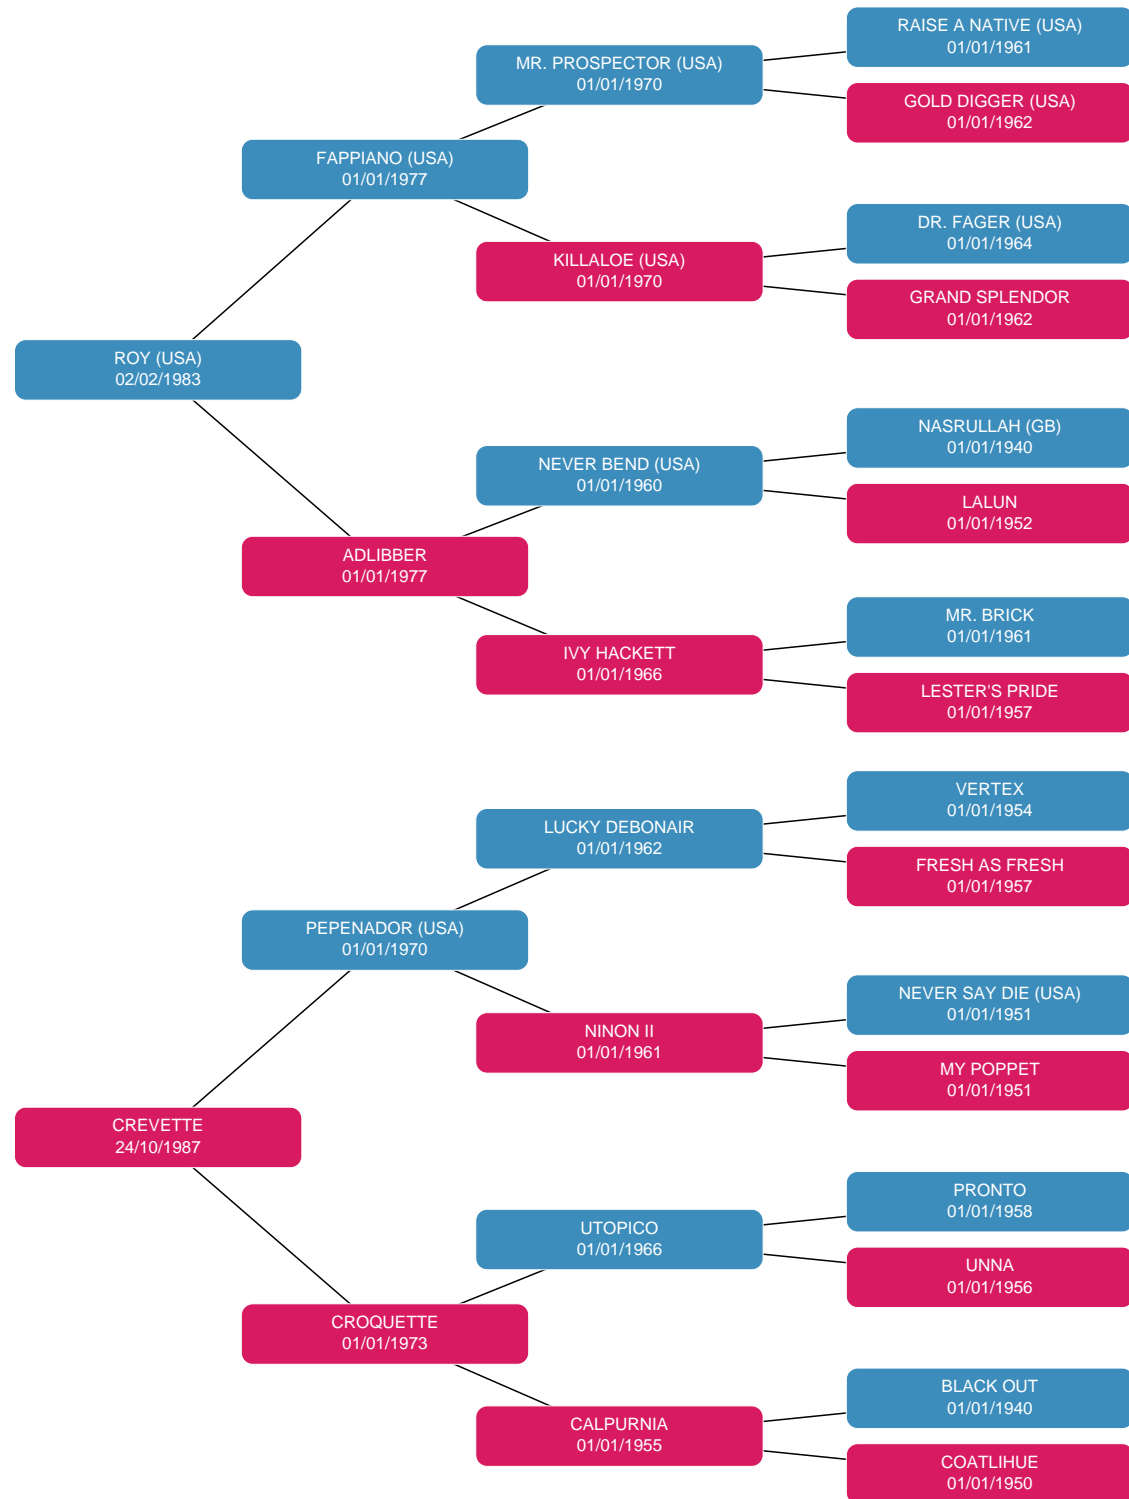 RAISE A NATIVE (USA)
01/01/1961
MR. PROSPECTOR (USA)
01/01/1970
GOLD DIGGER (USA)
01/01/1962
FAPPIANO (USA)
01/01/1977
DR. FAGER (USA)
01/01/1964
KILLALOE (USA)
01/01/1970
GRAND SPLENDOR
01/01/1962
ROY (USA)
02/02/1983
NASRULLAH (GB)
01/01/1940
NEVER BEND (USA)
01/01/1960
LALUN
01/01/1952
ADLIBBER
01/01/1977
MR. BRICK
01/01/1961
IVY HACKETT
01/01/1966
LESTER'S PRIDE
01/01/1957
VERTEX
01/01/1954
LUCKY DEBONAIR
01/01/1962
FRESH AS FRESH
01/01/1957
PEPENADOR (USA)
01/01/1970
NEVER SAY DIE (USA)
01/01/1951
NINON II
01/01/1961
MY POPPET
01/01/1951
CREVETTE
24/10/1987
PRONTO
01/01/1958
UTOPICO
01/01/1966
UNNA
01/01/1956
CROQUETTE
01/01/1973
BLACK OUT
01/01/1940
CALPURNIA
01/01/1955
COATLIHUE
01/01/1950